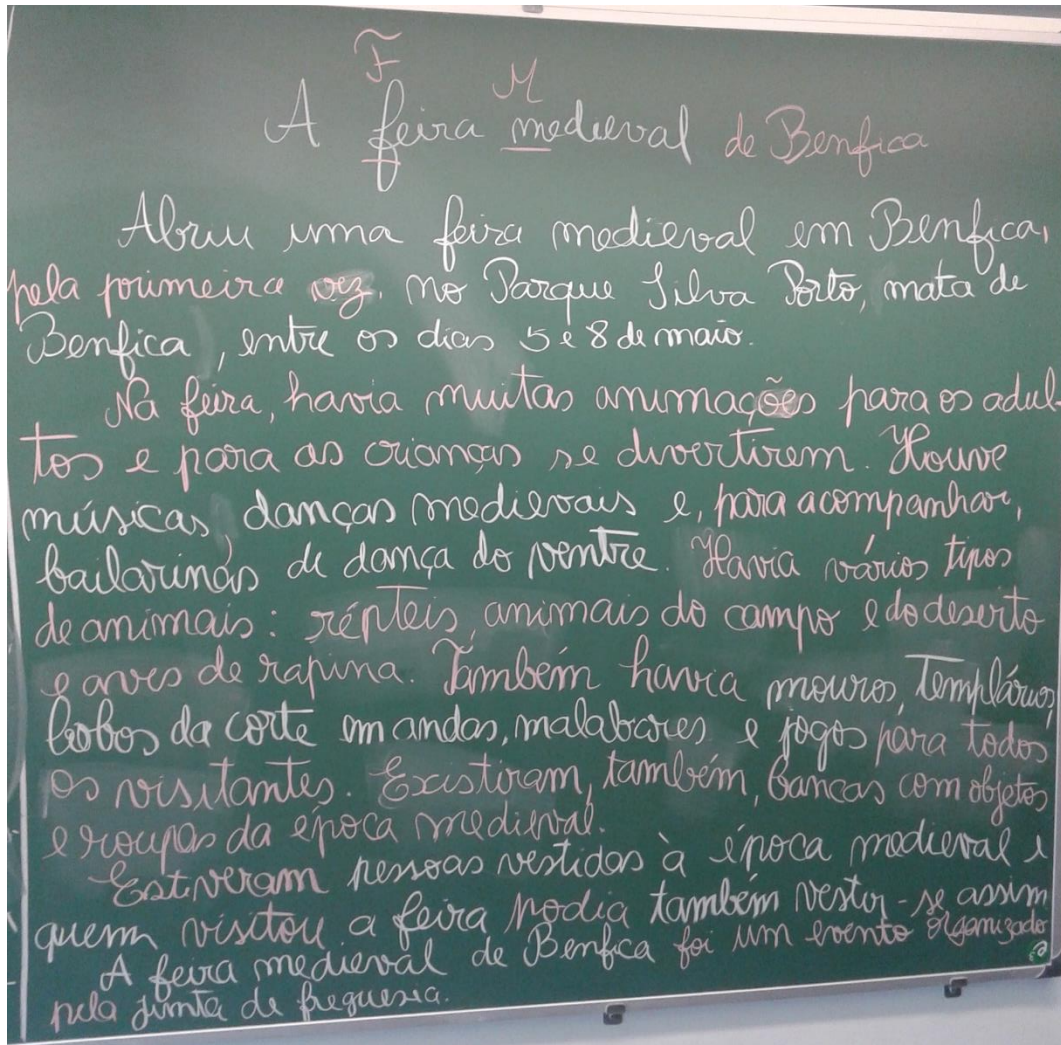 F M
A feira medieval de Benfica
Abriu uma feira medieval em Benfica,
pela primeira vez, no Parque Silva Porto, mata de
Benfica, entre os dias 5 e 8 de maio.
Na feira, havia muitas animações para os adul-
tos e para as crianças se divertirem. Houve
músicas, danças medievais e, para acompanhar,
bailarinas de dança do ventre. Havia vários tipos
de animais: répteis, animais do campo e do deserto
e aves de rapina. Também havia mouros, Templários,
bobos da corte em andas, malabares e jogos para todos
os visitantes. Existiram, também, bancas com objetos
e roupas da época medieval.
Estiveram pessoas vestidas à época medieval e
quem visitou a feira podia também vestir-se assim
A feira medieval de Benfica foi um evento organizado
pela junta de freguesia.